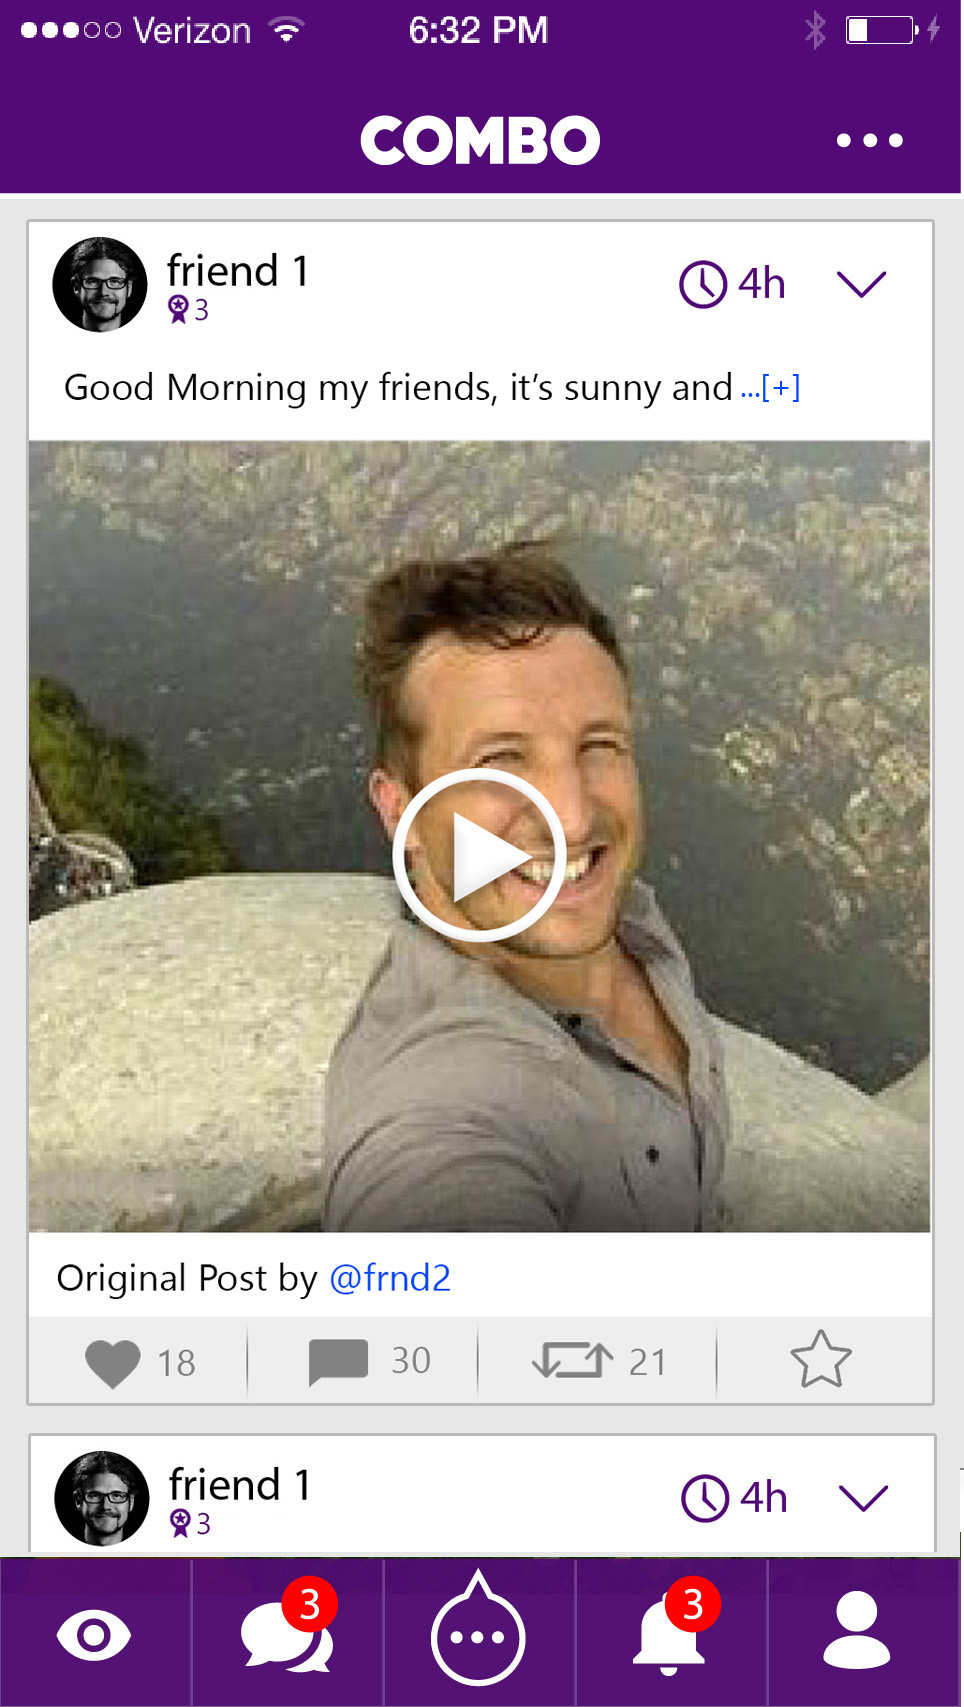 Verizon 6:32 PM
COMBO
friend 1
3
4h
Good Morning my friends, it’s sunny and ...[+]
Original Post by @frnd2
18 30 21
friend 1
3
4h
3 3